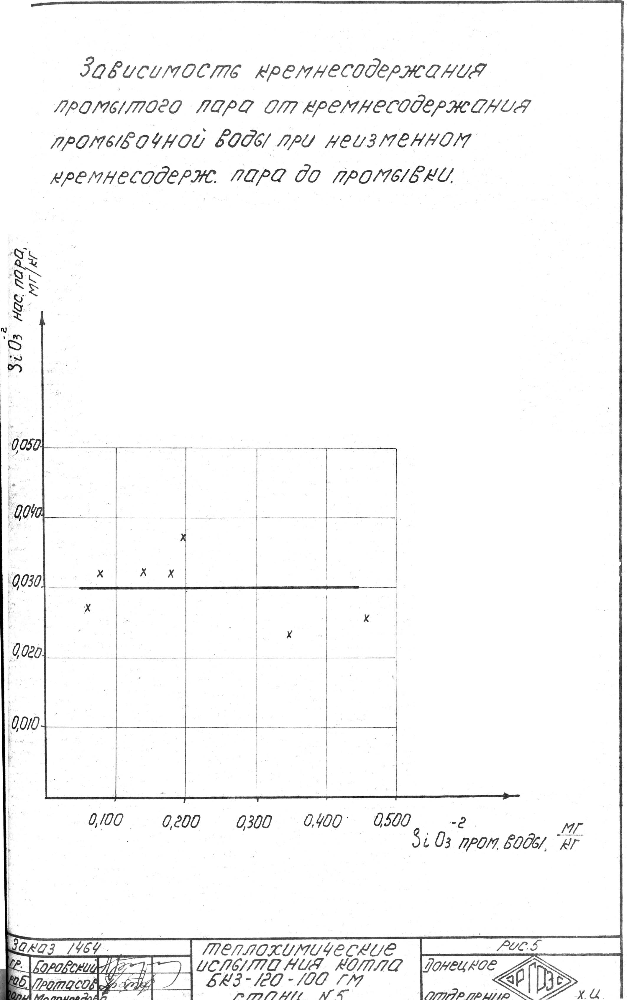 Зависимость кремнесодержания
промытого пара от кремнесодержания
промывочной воды при неизменном
кремнесодерж. пара до промывки.
SiO₃⁻² нас. пара,
мг/кг
0,050
0,040
0,030
0,020
0,010
0,100 0,200 0,300 0,400 0,500
SiO₃⁻² пром. воды, мг/кг
Заказ 1464
гр. Боровский
раб. Протасов
теплохимические
испытания котла
БКЗ-120-100 гм
станц. N5
рис.5
Донецкое
ОРГРЭС
отделение
х.ц.